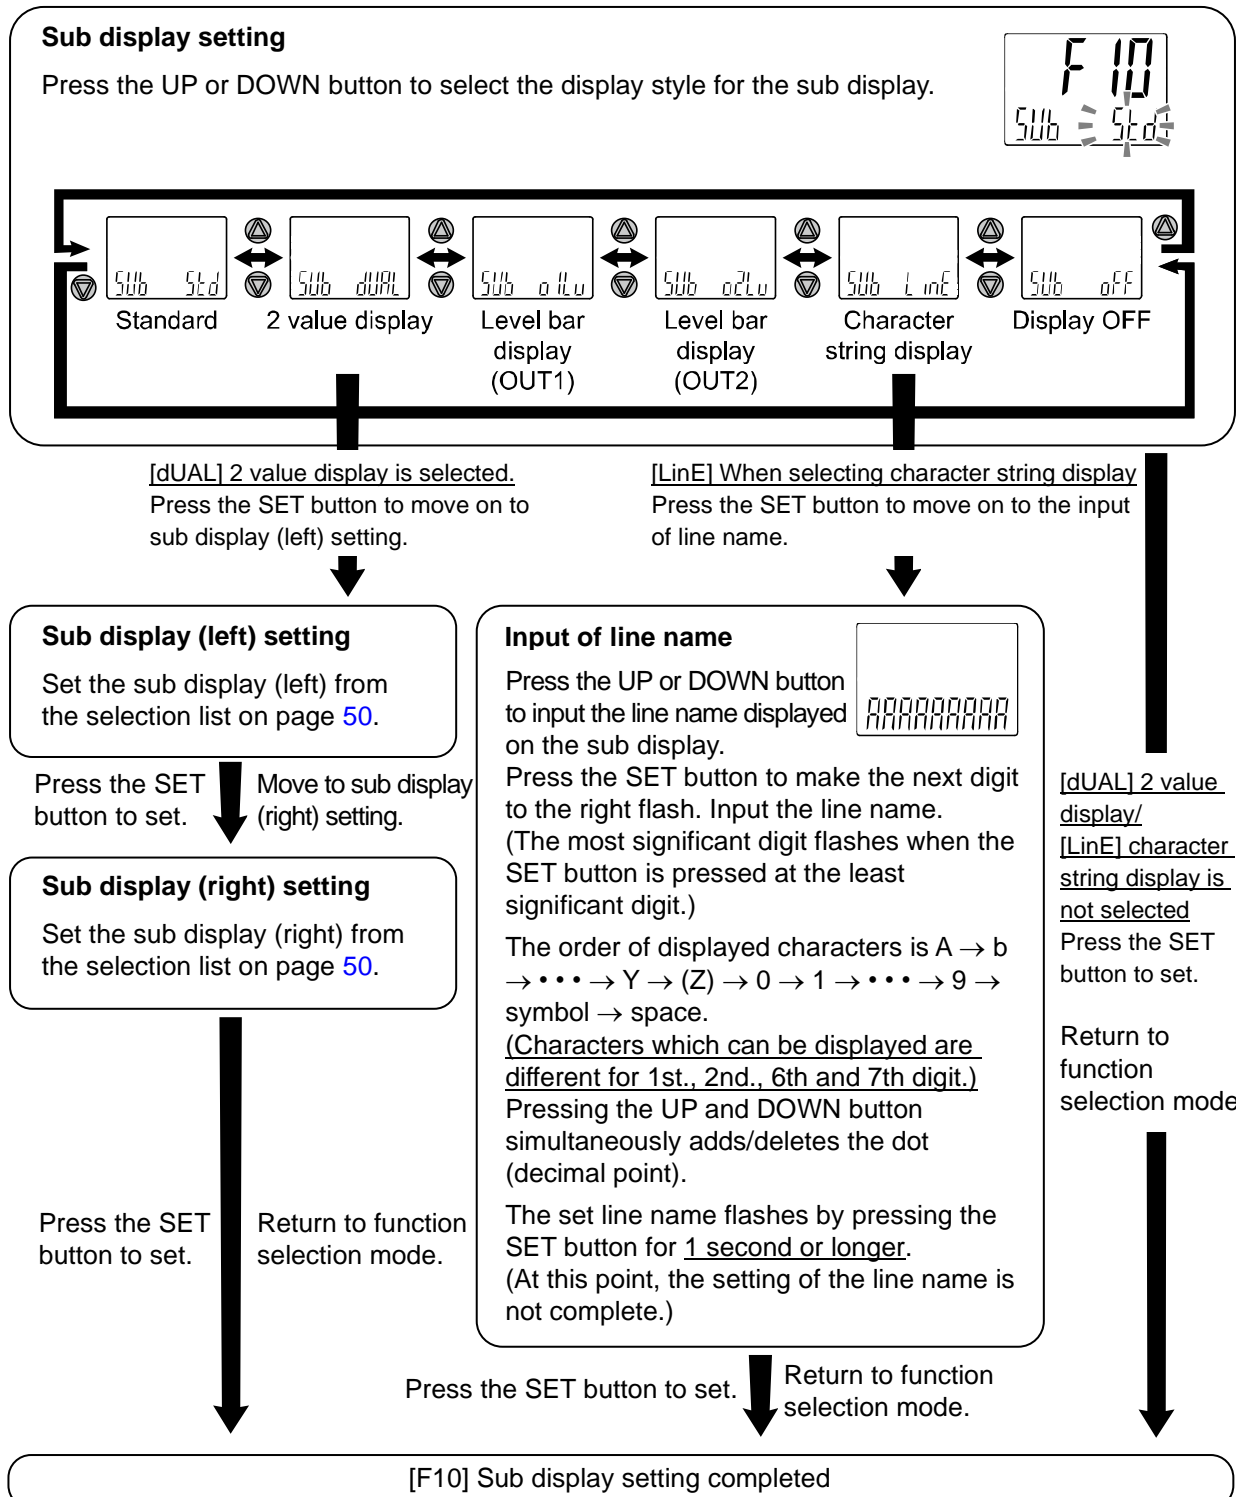 Sub display setting
Press the UP or DOWN button to select the display style for the sub display.
F 10
SUb Std
SUb Std
SUb dUAL
SUb o1Lv
SUb o2Lv
SUb LinE
SUb oFF
Standard
2 value display
Level bar
display
(OUT1)
Level bar
display
(OUT2)
Character
string display
Display OFF
[dUAL] 2 value display is selected.
Press the SET button to move on to
sub display (left) setting.
[LinE] When selecting character string display
Press the SET button to move on to the input
of line name.
Sub display (left) setting
Set the sub display (left) from
the selection list on page 50.
Press the SET
button to set.
Move to sub display
(right) setting.
Sub display (right) setting
Set the sub display (right) from
the selection list on page 50.
Press the SET
button to set.
Return to function
selection mode.
Input of line name
AAAAAAAAA
Press the UP or DOWN button
to input the line name displayed
on the sub display.
Press the SET button to make the next digit
to the right flash. Input the line name.
(The most significant digit flashes when the
SET button is pressed at the least
significant digit.)
The order of displayed characters is A → b
→ • • • → Y → (Z) → 0 → 1 → • • • → 9 →
symbol → space.
(Characters which can be displayed are
different for 1st., 2nd., 6th and 7th digit.)
Pressing the UP and DOWN button
simultaneously adds/deletes the dot
(decimal point).
The set line name flashes by pressing the
SET button for 1 second or longer.
(At this point, the setting of the line name is
not complete.)
Press the SET button to set.
Return to function
selection mode.
[dUAL] 2 value
display/
[LinE] character
string display is
not selected
Press the SET
button to set.
Return to
function
selection mode
[F10] Sub display setting completed